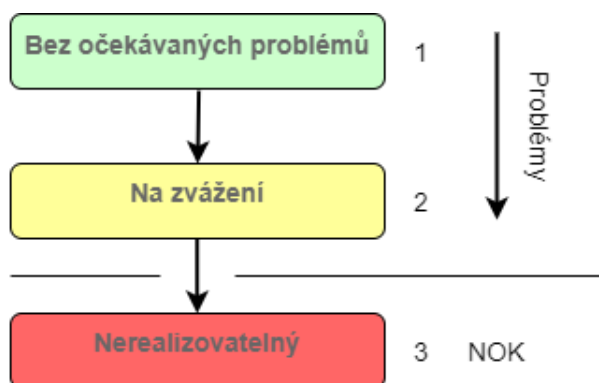 Bez očekávaných problémů
1
Problémy
Na zvážení
2
Nerealizovatelný
3
NOK